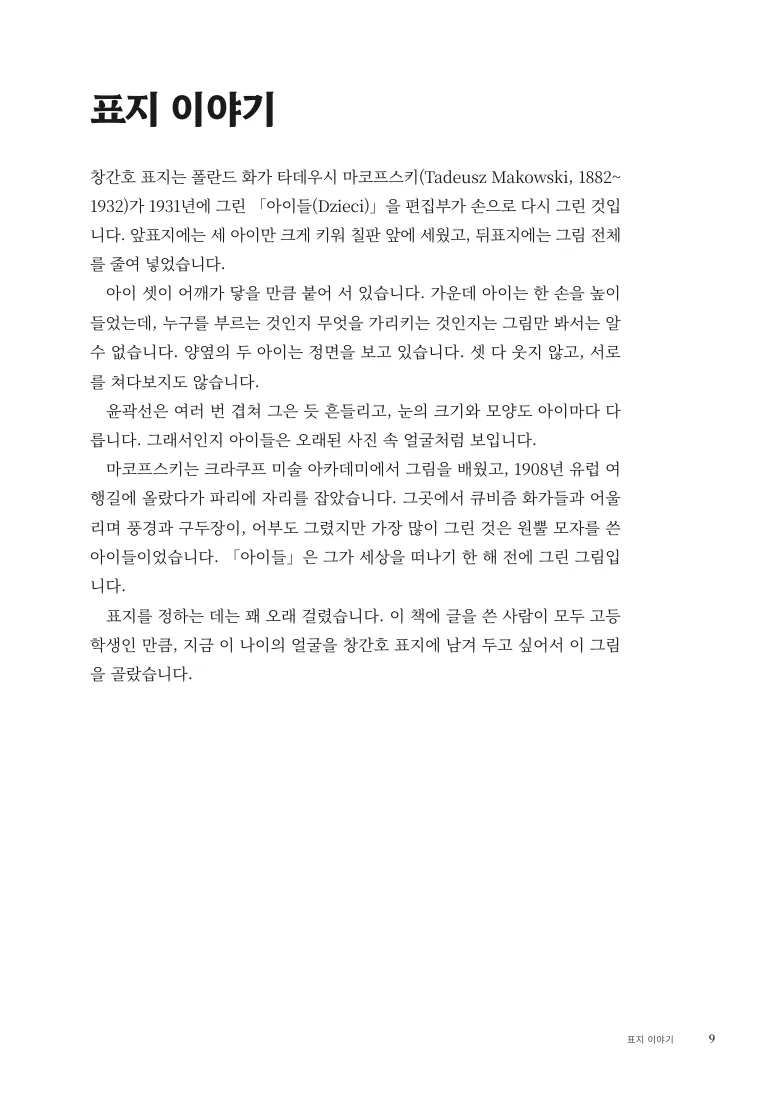 표지 이야기
창간호 표지는 폴란드 화가 타데우시 마코프스키(Tadeusz Makowski, 1882~
1932)가 1931년에 그린 「아이들(Dzieci)」을 편집부가 손으로 다시 그린 것입
니다. 앞표지에는 세 아이만 크게 키워 칠판 앞에 세웠고, 뒤표지에는 그림 전체
를 줄여 넣었습니다.
아이 셋이 어깨가 닿을 만큼 붙어 서 있습니다. 가운데 아이는 한 손을 높이
들었는데, 누구를 부르는 것인지 무엇을 가리키는 것인지는 그림만 봐서는 알
수 없습니다. 양옆의 두 아이는 정면을 보고 있습니다. 셋 다 웃지 않고, 서로
를 쳐다보지도 않습니다.
윤곽선은 여러 번 겹쳐 그은 듯 흔들리고, 눈의 크기와 모양도 아이마다 다
릅니다. 그래서인지 아이들은 오래된 사진 속 얼굴처럼 보입니다.
마코프스키는 크라쿠프 미술 아카데미에서 그림을 배웠고, 1908년 유럽 여
행길에 올랐다가 파리에 자리를 잡았습니다. 그곳에서 큐비즘 화가들과 어울
리며 풍경과 구두장이, 어부도 그렸지만 가장 많이 그린 것은 원뿔 모자를 쓴
아이들이었습니다. 「아이들」은 그가 세상을 떠나기 한 해 전에 그린 그림입
니다.
표지를 정하는 데는 꽤 오래 걸렸습니다. 이 책에 글을 쓴 사람이 모두 고등
학생인 만큼, 지금 이 나이의 얼굴을 창간호 표지에 남겨 두고 싶어서 이 그림
을 골랐습니다.
표지 이야기 9